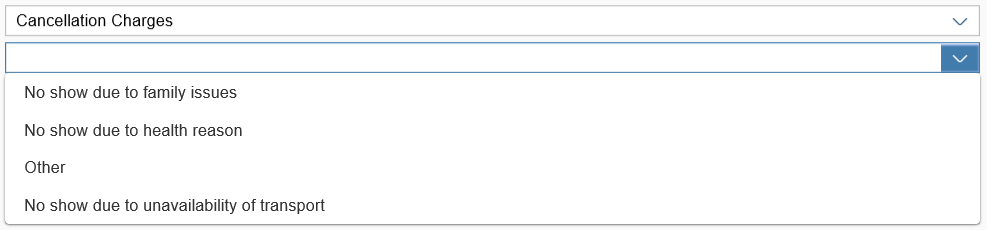 Cancellation Charges
No show due to family issues
No show due to health reason
Other
No show due to unavailability of transport